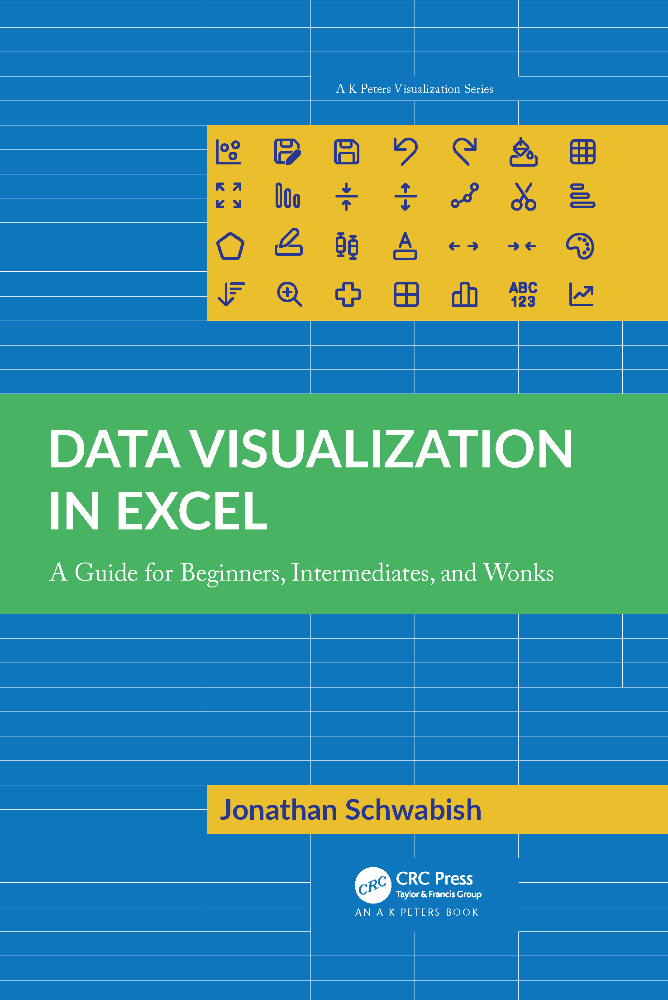 A K Peters Visualization Series
A
ABC
123
DATA VISUALIZATION
IN EXCEL
A Guide for Beginners, Intermediates, and Wonks
Jonathan Schwabish
CRC
CRC Press
Taylor & Francis Group
AN A K PETERS BOOK